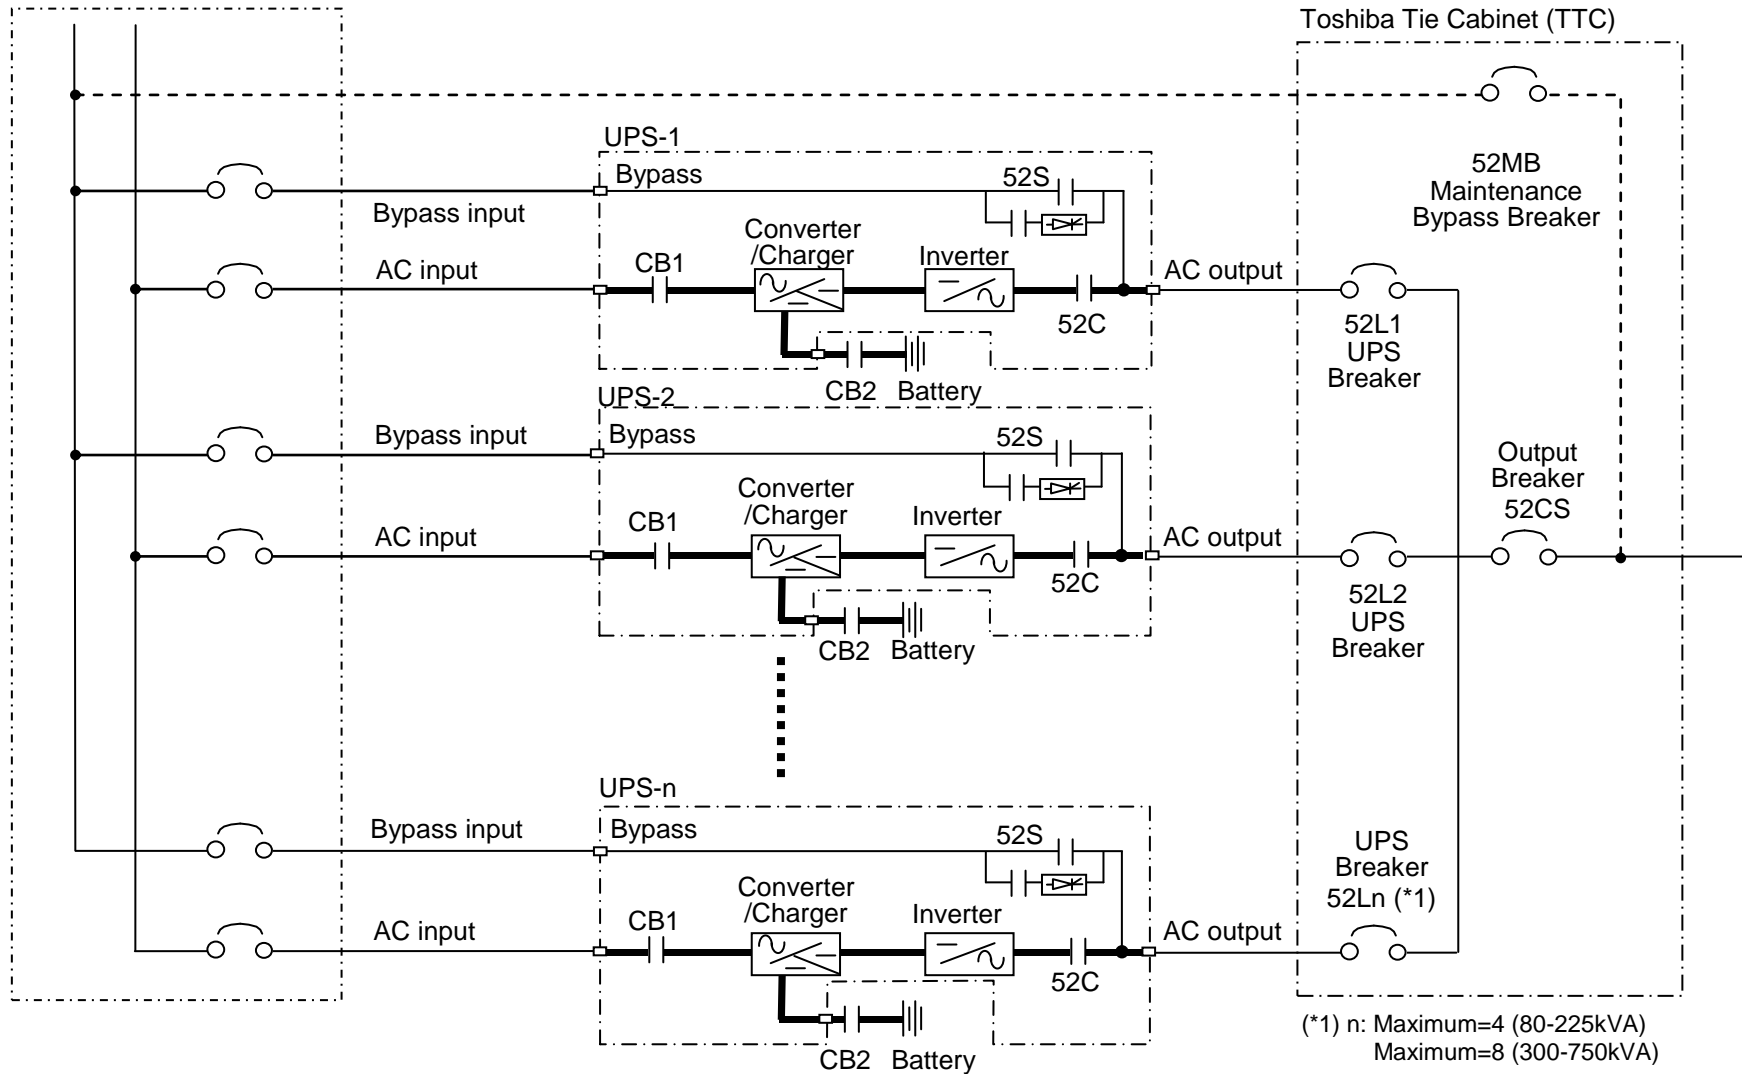 Toshiba Tie Cabinet (TTC)
52MB
Maintenance
Bypass Breaker
UPS-1
Bypass
52S
Bypass input
Converter
/Charger
Inverter
CB1
AC input
AC output
52C
52L1
UPS
Breaker
CB2
Battery
UPS-2
Bypass input
Bypass
52S
Output
Breaker
52CS
Converter
/Charger
Inverter
CB1
AC input
AC output
52C
52L2
UPS
Breaker
CB2
Battery
UPS-n
Bypass input
Bypass
52S
UPS
Breaker
52Ln (*1)
Converter
/Charger
Inverter
CB1
AC input
AC output
52C
CB2
Battery
(*1) n: Maximum=4 (80-225kVA)
Maximum=8 (300-750kVA)